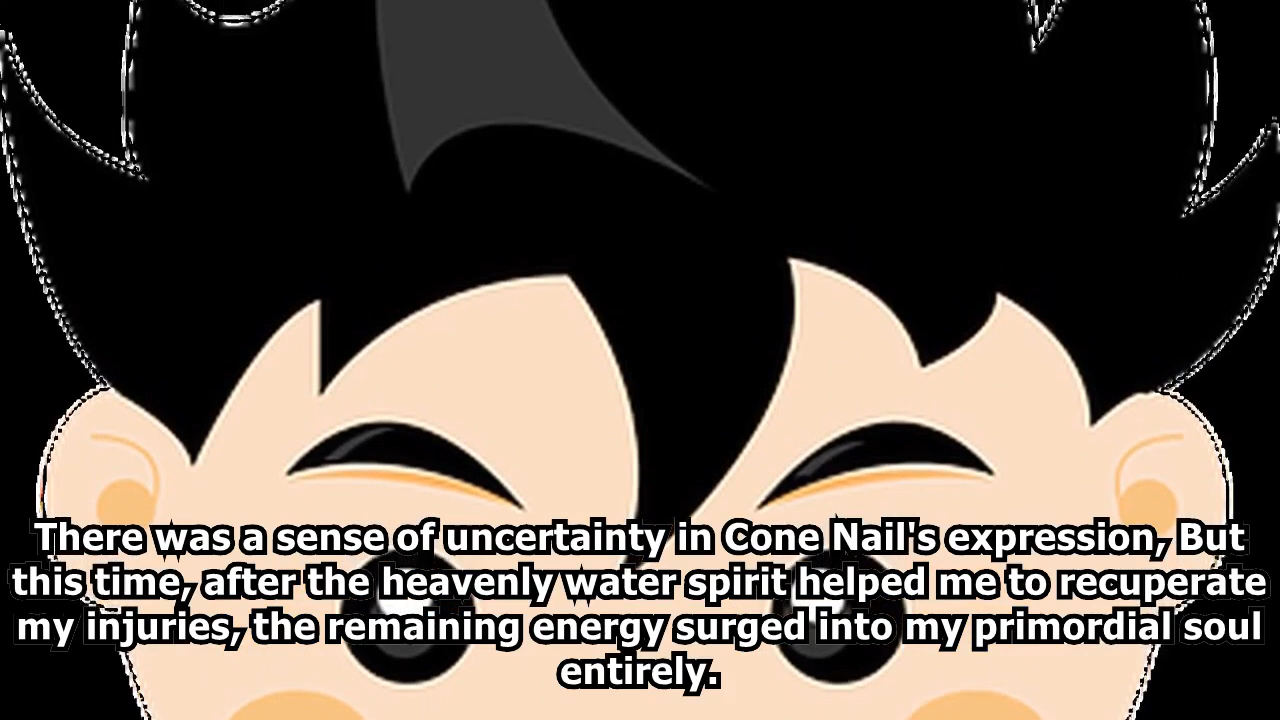 There was a sense of uncertainty in Cone Nail's expression, But
this time, after the heavenly water spirit helped me to recuperate
my injuries, the remaining energy surged into my primordial soul
entirely.